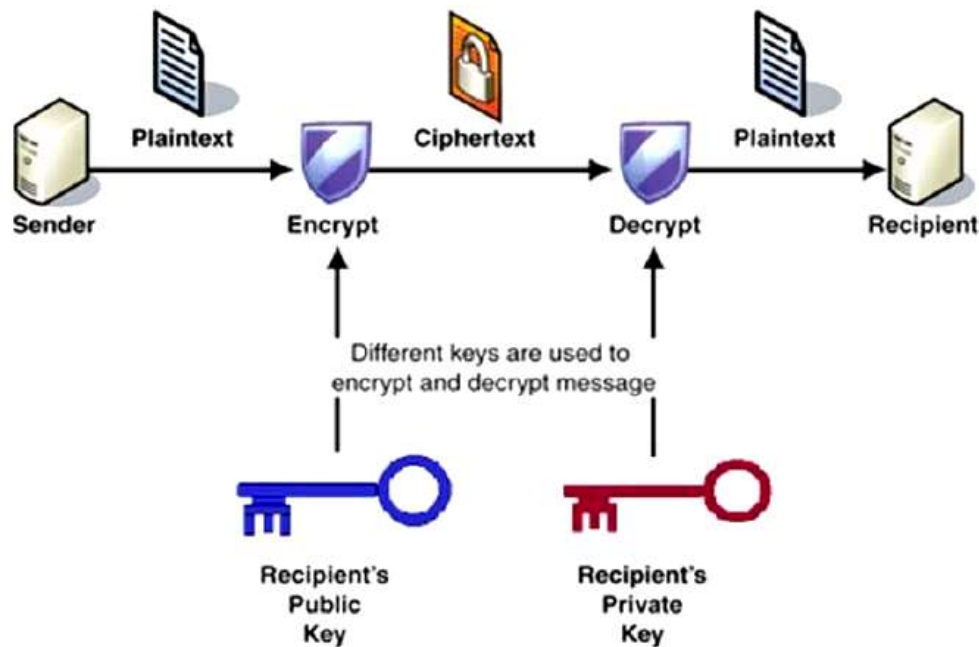 Plaintext
Ciphertext
Plaintext
Sender
Encrypt
Decrypt
Recipient
Different keys are used to
encrypt and decrypt message
Recipient's
Public
Key
Recipient's
Private
Key